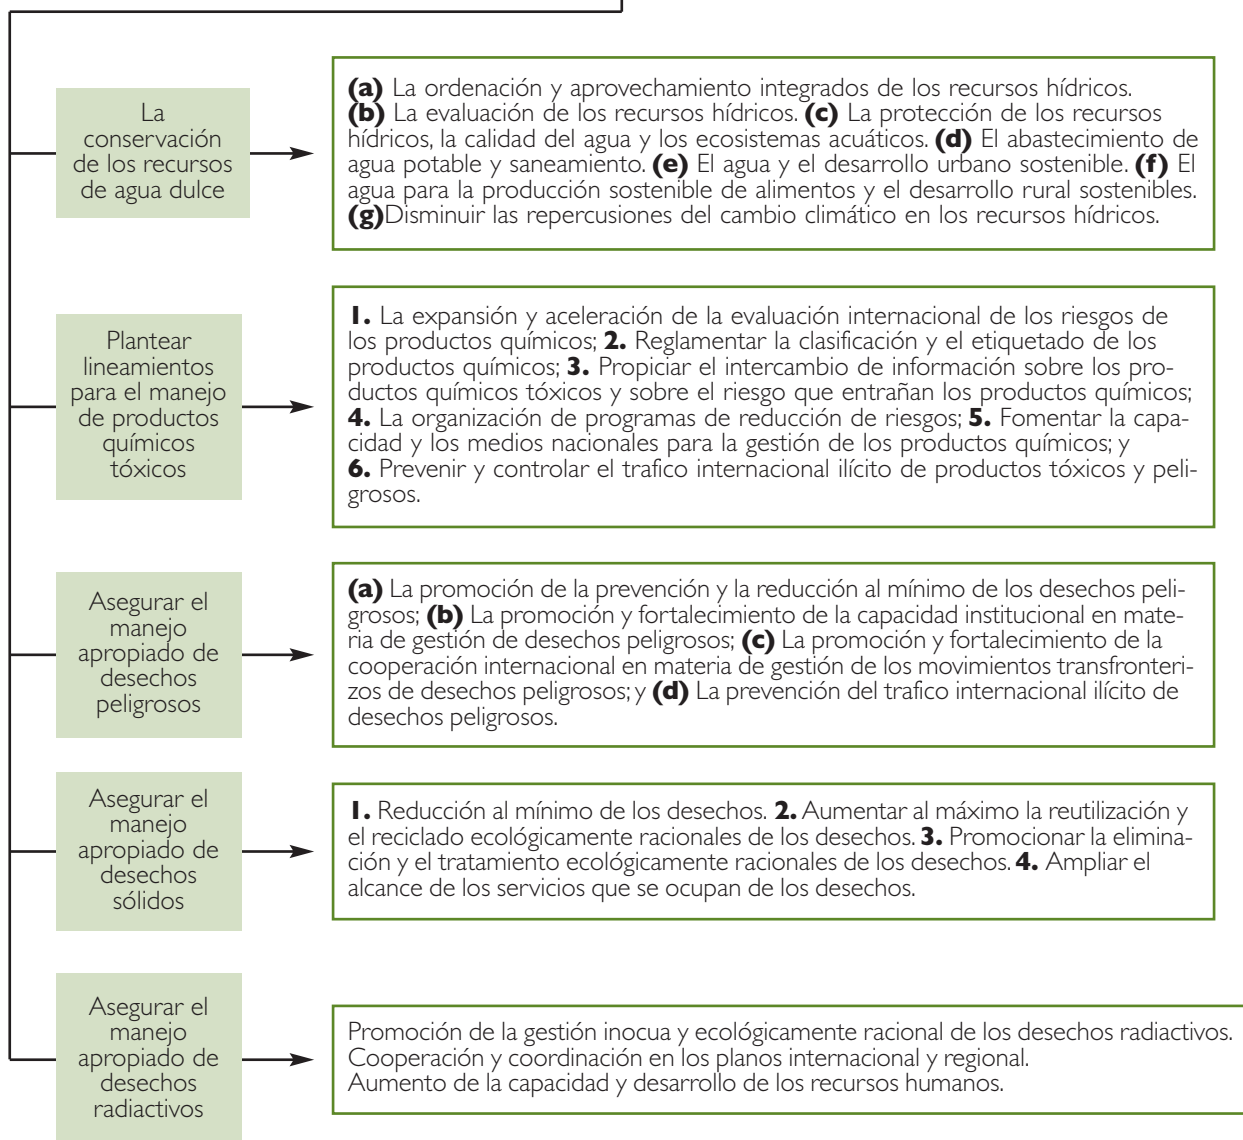 La
conservación
de los recursos
de agua dulce
(a) La ordenación y aprovechamiento integrados de los recursos hídricos.
(b) La evaluación de los recursos hídricos. (c) La protección de los recursos
hídricos, la calidad del agua y los ecosistemas acuáticos. (d) El abastecimiento de
agua potable y saneamiento. (e) El agua y el desarrollo urbano sostenible. (f) El
agua para la producción sostenible de alimentos y el desarrollo rural sostenibles.
(g)Disminuir las repercusiones del cambio climático en los recursos hídricos.
Plantear
lineamientos
para el manejo
de productos
químicos
tóxicos
1. La expansión y aceleración de la evaluación internacional de los riesgos de
los productos químicos; 2. Reglamentar la clasificación y el etiquetado de los
productos químicos; 3. Propiciar el intercambio de información sobre los pro-
ductos químicos tóxicos y sobre el riesgo que entrañan los productos químicos;
4. La organización de programas de reducción de riesgos; 5. Fomentar la capa-
cidad y los medios nacionales para la gestión de los productos químicos; y
6. Prevenir y controlar el trafico internacional ilícito de productos tóxicos y peli-
grosos.
Asegurar el
manejo
apropiado de
desechos
peligrosos
(a) La promoción de la prevención y la reducción al mínimo de los desechos peli-
grosos; (b) La promoción y fortalecimiento de la capacidad institucional en mate-
ria de gestión de desechos peligrosos; (c) La promoción y fortalecimiento de la
cooperación internacional en materia de gestión de los movimientos transfronteri-
zos de desechos peligrosos; y (d) La prevención del trafico internacional ilícito de
desechos peligrosos.
Asegurar el
manejo
apropiado de
desechos
sólidos
1. Reducción al mínimo de los desechos. 2. Aumentar al máximo la reutilización y
el reciclado ecológicamente racionales de los desechos. 3. Promocionar la elimina-
ción y el tratamiento ecológicamente racionales de los desechos. 4. Ampliar el
alcance de los servicios que se ocupan de los desechos.
Asegurar el
manejo
apropiado de
desechos
radiactivos
Promoción de la gestión inocua y ecológicamente racional de los desechos radiactivos.
Cooperación y coordinación en los planos internacional y regional.
Aumento de la capacidad y desarrollo de los recursos humanos.